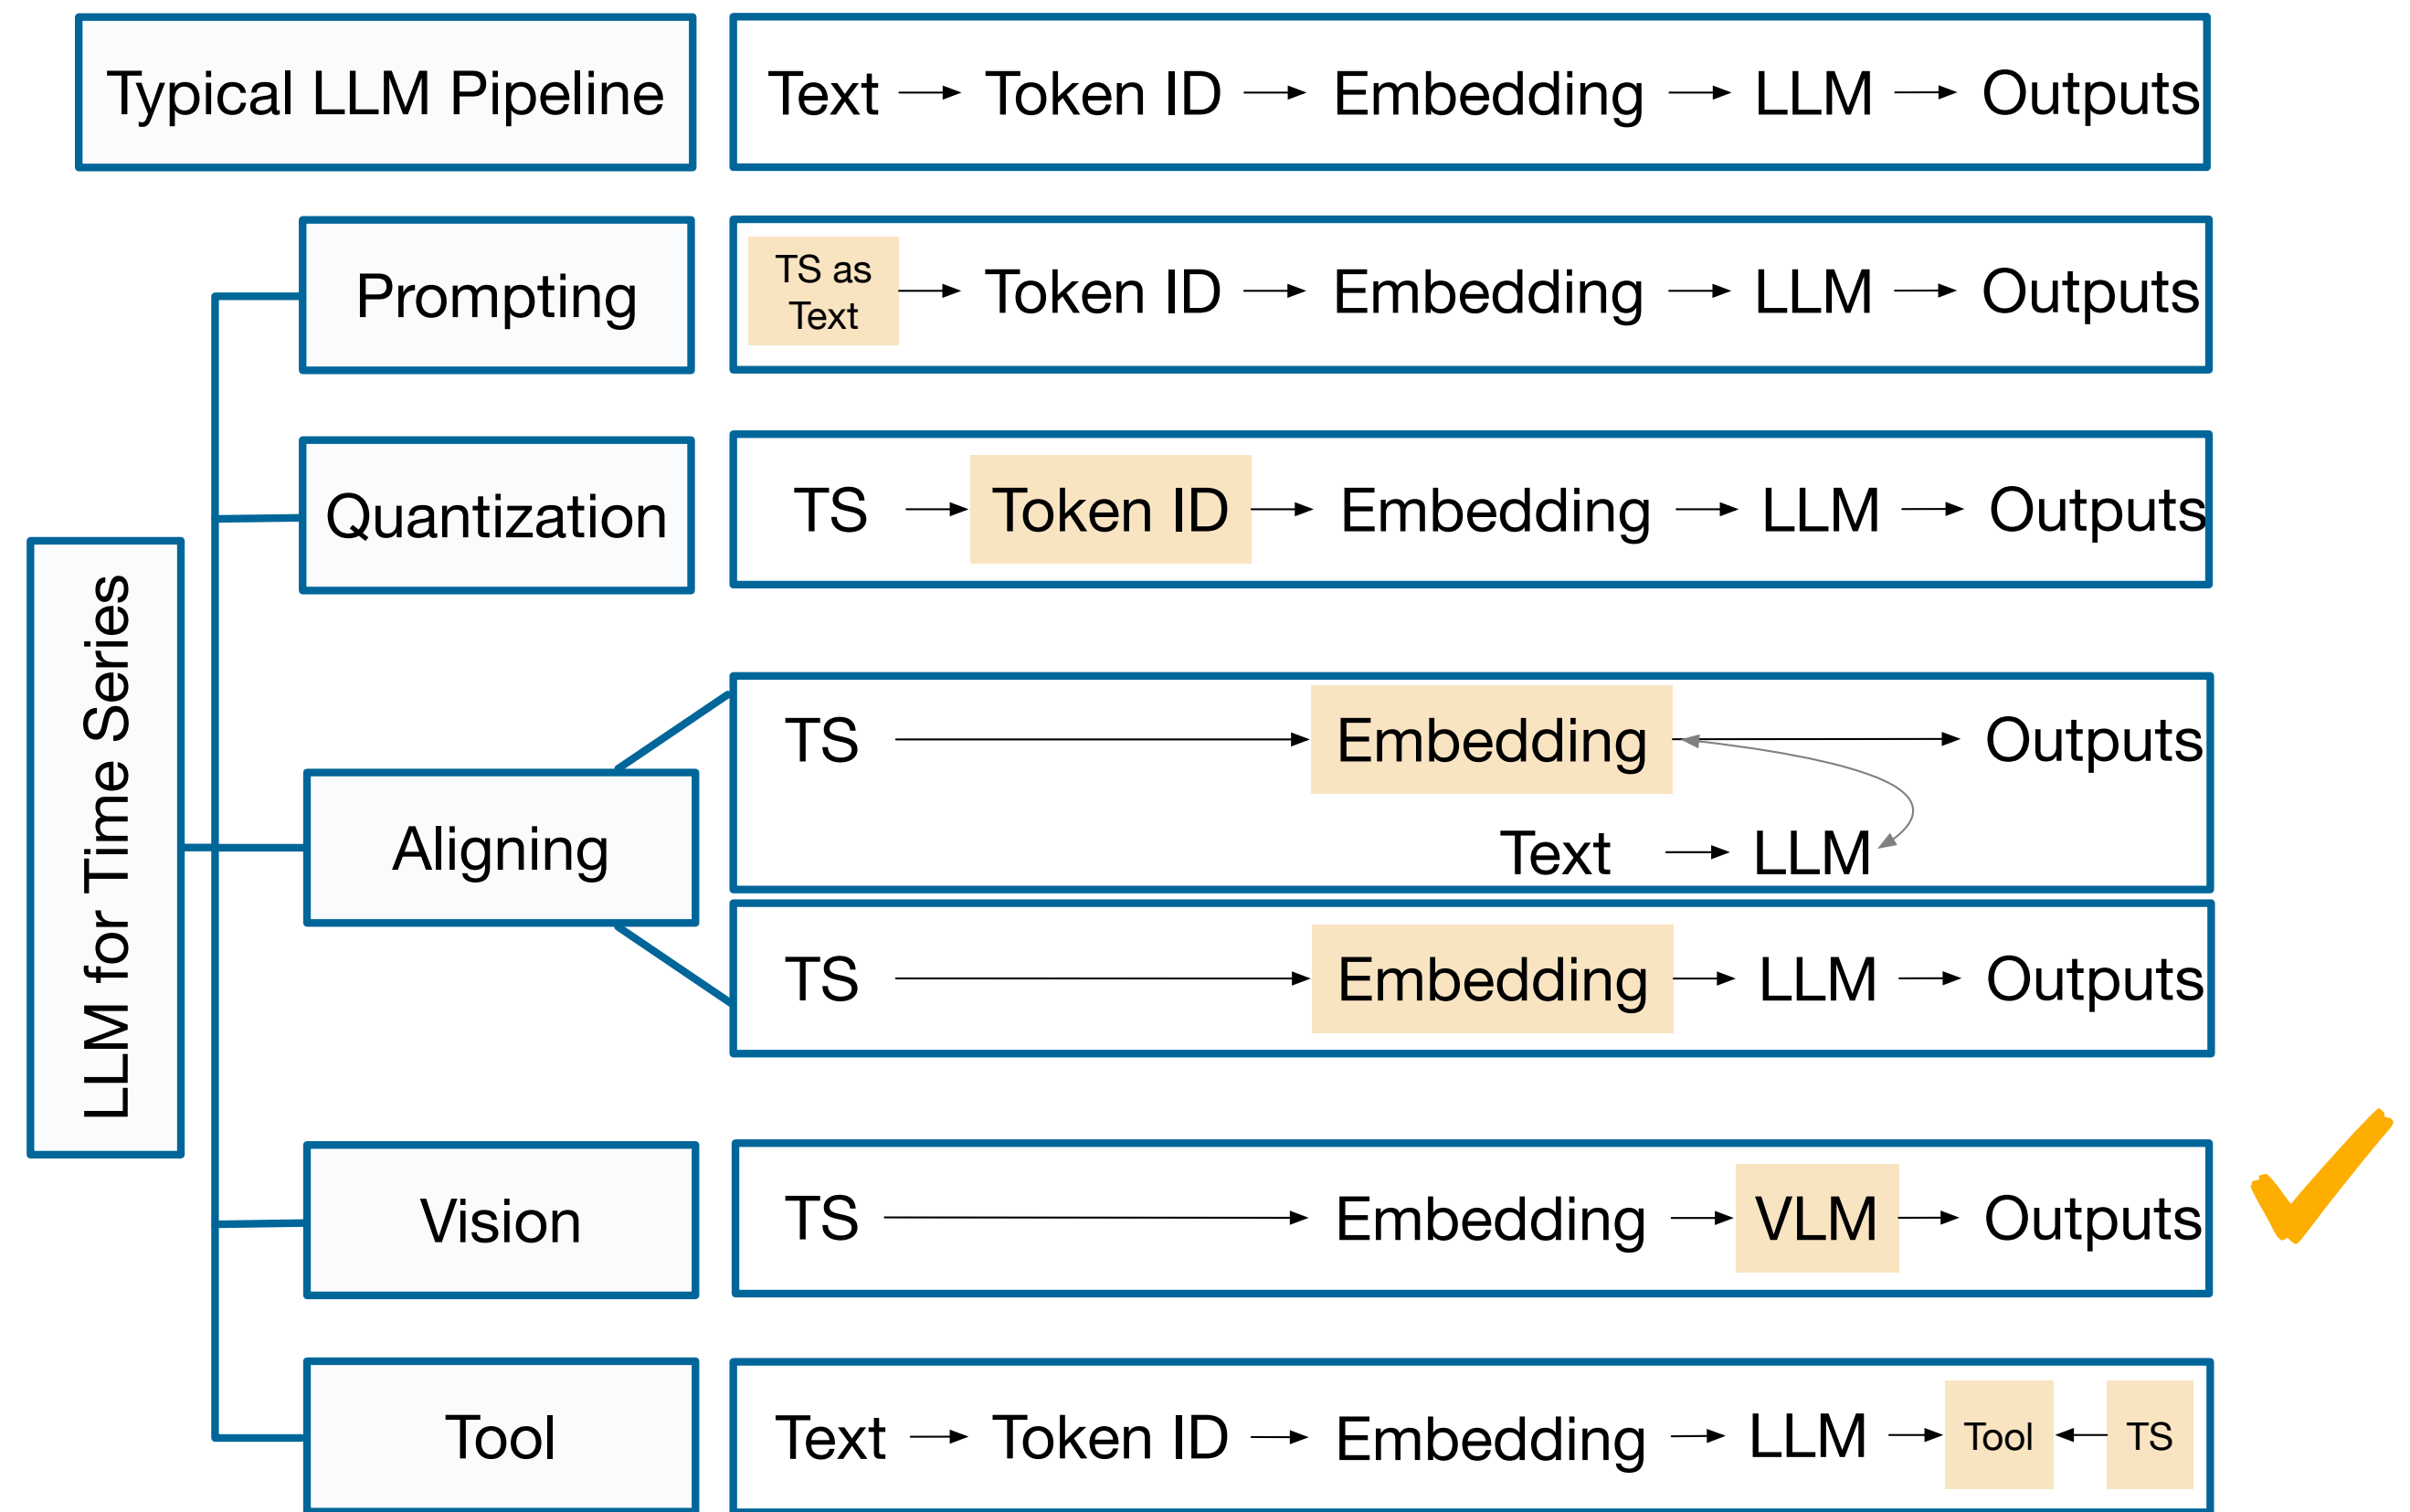 Typical LLM Pipeline
Text Token ID Embedding LLM Outputs
LLM for Time Series
Prompting
TS as
Text
Token ID Embedding LLM Outputs
Quantization
TS Token ID Embedding LLM Outputs
Aligning
TS Embedding Outputs
Text LLM
TS Embedding LLM Outputs
Vision
TS Embedding VLM Outputs
Tool
Text Token ID Embedding LLM Tool TS